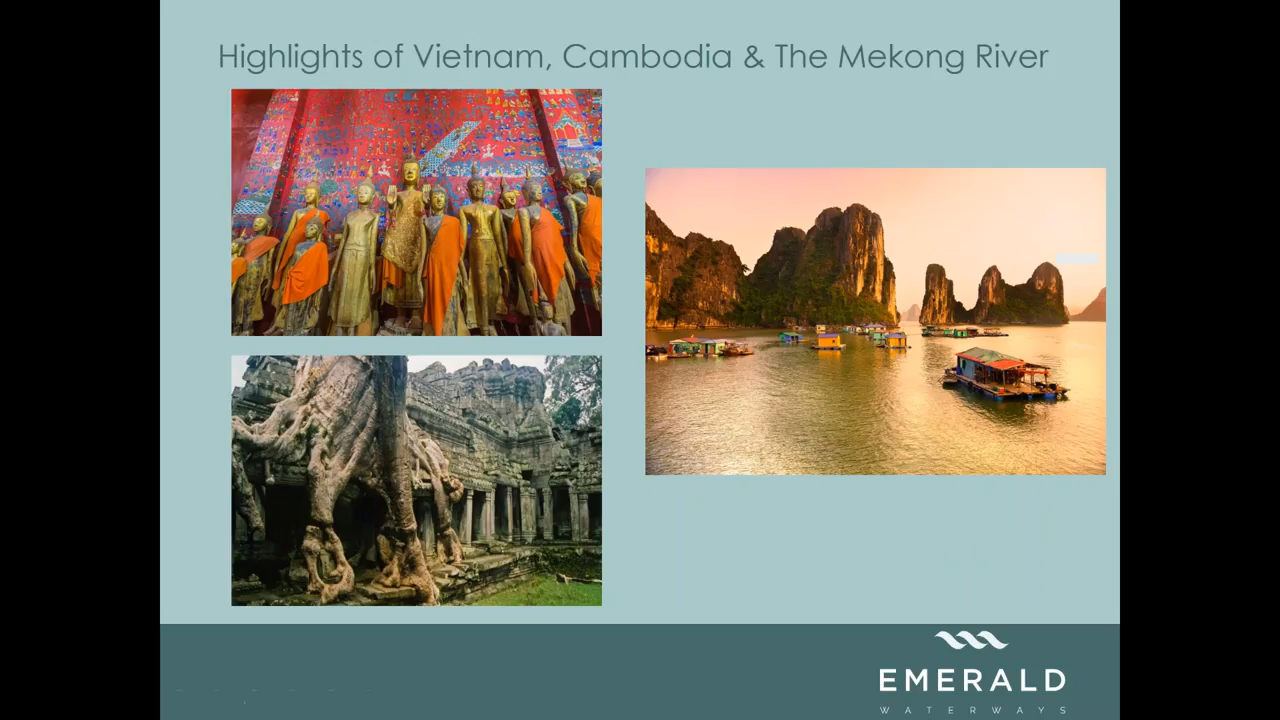 Highlights of Vietnam, Cambodia & The Mekong River
EMERALD
WATERWAYS